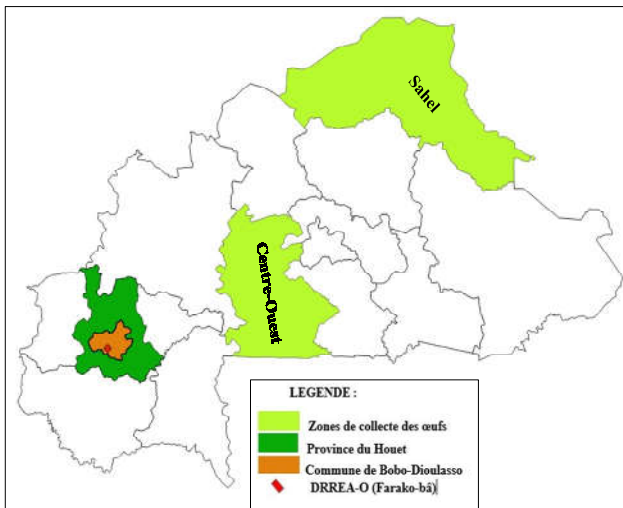 Sahel
Centre-Ouest
LEGENDE :
Zones de collecte des œufs
Province du Houet
Commune de Bobo-Dioulasso
DRREA-O (Farako-bâ)